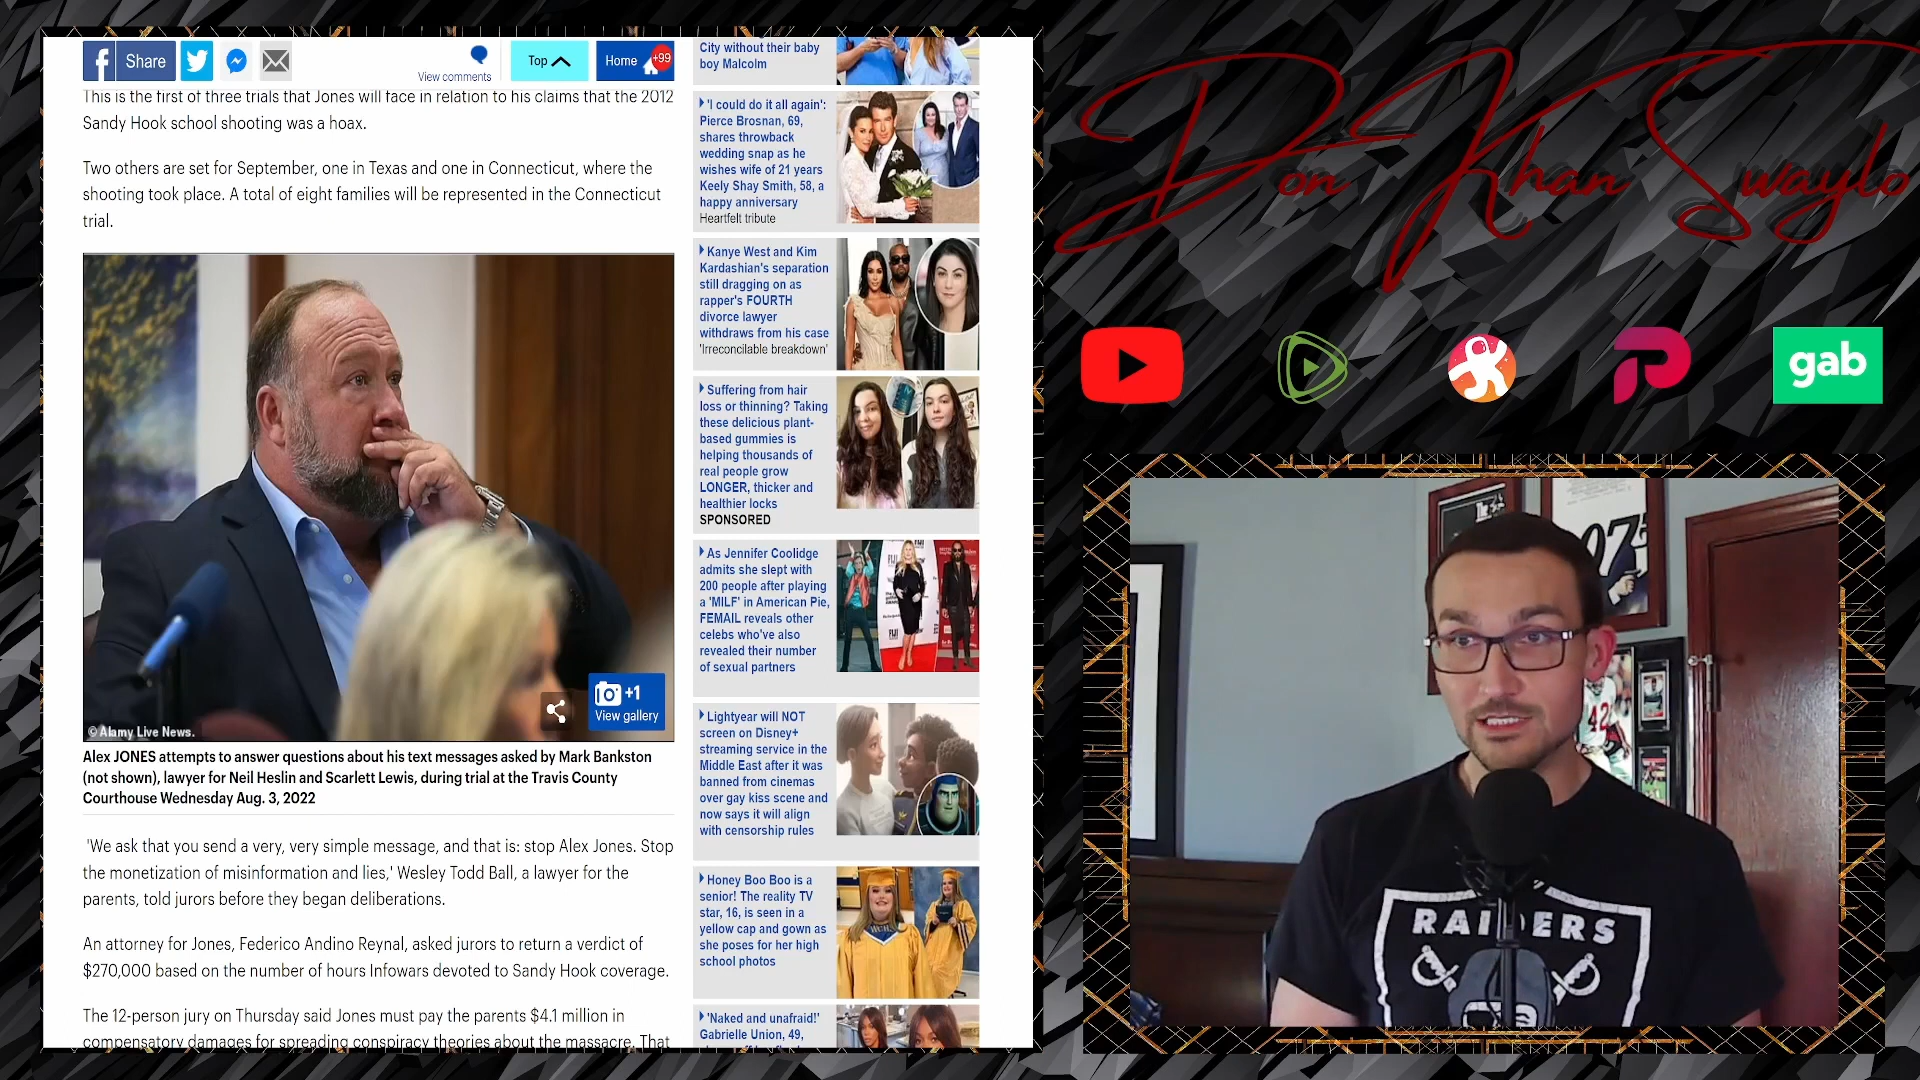 Share
View comments
Top
Home
+99
This is the first of three trials that Jones will face in relation to his claims that the 2012
Sandy Hook school shooting was a hoax.
Two others are set for September, one in Texas and one in Connecticut, where the
shooting took place. A total of eight families will be represented in the Connecticut
trial.
+1
View gallery
© Alamy Live News.
Alex JONES attempts to answer questions about his text messages asked by Mark Bankston
(not shown), lawyer for Neil Heslin and Scarlett Lewis, during trial at the Travis County
Courthouse Wednesday Aug. 3, 2022
'We ask that you send a very, very simple message, and that is: stop Alex Jones. Stop
the monetization of misinformation and lies,' Wesley Todd Ball, a lawyer for the
parents, told jurors before they began deliberations.
An attorney for Jones, Federico Andino Reynal, asked jurors to return a verdict of
$270,000 based on the number of hours Infowars devoted to Sandy Hook coverage.
The 12-person jury on Thursday said Jones must pay the parents $4.1 million in
compensatory damages for spreading conspiracy theories about the massacre. That
City without their baby
boy Malcolm
'I could do it all again':
Pierce Brosnan, 69,
shares throwback
wedding snap as he
wishes wife of 21 years
Keely Shay Smith, 58, a
happy anniversary
Heartfelt tribute
Kanye West and Kim
Kardashian's separation
still dragging on as
rapper's FOURTH
divorce lawyer
withdraws from his case
'Irreconcilable breakdown'
Suffering from hair
loss or thinning? Taking
these delicious plant-
based gummies is
helping thousands of
real people grow
LONGER, thicker and
healthier locks
SPONSORED
As Jennifer Coolidge
admits she slept with
200 people after playing
a 'MILF' in American Pie,
FEMAIL reveals other
celebs who've also
revealed their number
of sexual partners
Lightyear will NOT
screen on Disney+
streaming service in the
Middle East after it was
banned from cinemas
over gay kiss scene and
now says it will align
with censorship rules
Honey Boo Boo is a
senior! The reality TV
star, 16, is seen in a
yellow cap and gown as
she poses for her high
school photos
'Naked and unafraid!'
Gabrielle Union, 49,
Don Khan Swaylo
gab
42
RAIDERS